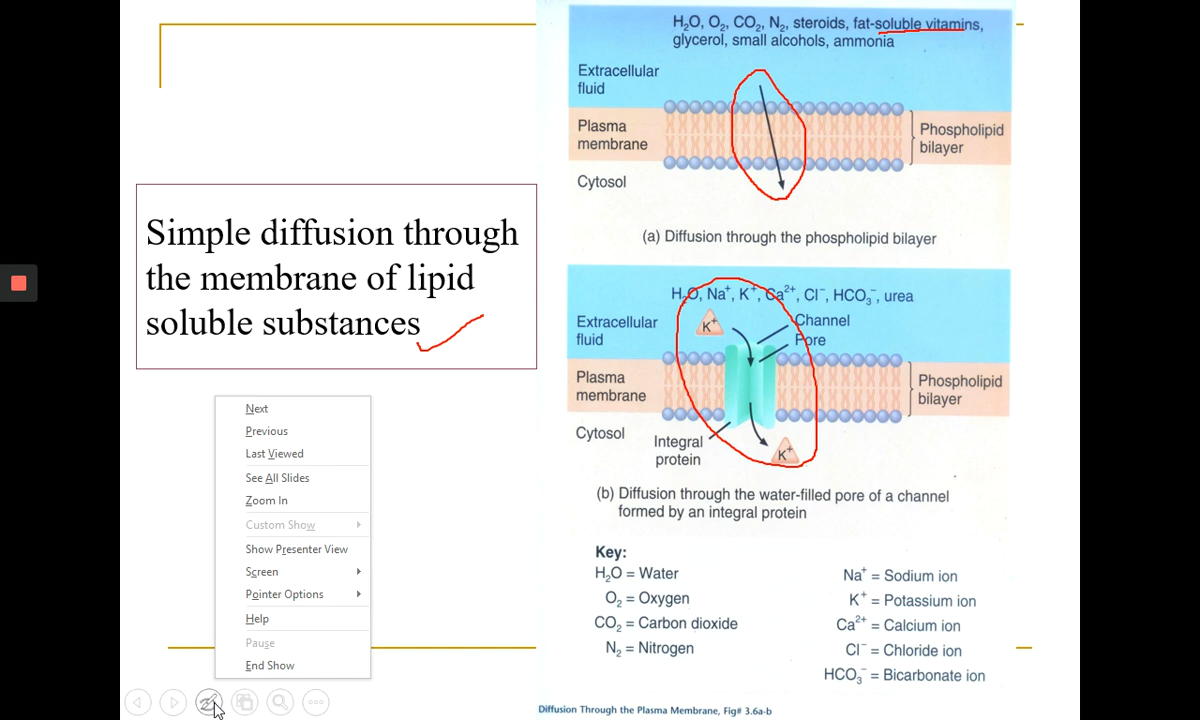 Simple diffusion through
the membrane of lipid
soluble substances
Next
Previous
Last Viewed
See All Slides
Zoom In
Custom Show
Show Presenter View
Screen
Pointer Options
Help
Pause
End Show
H₂O, O₂, CO₂, N₂, steroids, fat-soluble vitamins,
glycerol, small alcohols, ammonia
Extracellular
fluid
Plasma
membrane
Phospholipid
bilayer
Cytosol
(a) Diffusion through the phospholipid bilayer
H₂O, Na⁺, K⁺, Ca²⁺, Cl⁻, HCO₃⁻, urea
Extracellular
fluid
K⁺
Channel
Pore
Plasma
membrane
Phospholipid
bilayer
Cytosol
Integral
protein
K⁺
(b) Diffusion through the water-filled pore of a channel
formed by an integral protein
Key:
H₂O = Water
O₂ = Oxygen
CO₂ = Carbon dioxide
N₂ = Nitrogen
Na⁺ = Sodium ion
K⁺ = Potassium ion
Ca²⁺ = Calcium ion
Cl⁻ = Chloride ion
HCO₃⁻ = Bicarbonate ion
Diffusion Through the Plasma Membrane, Fig# 3.6a-b